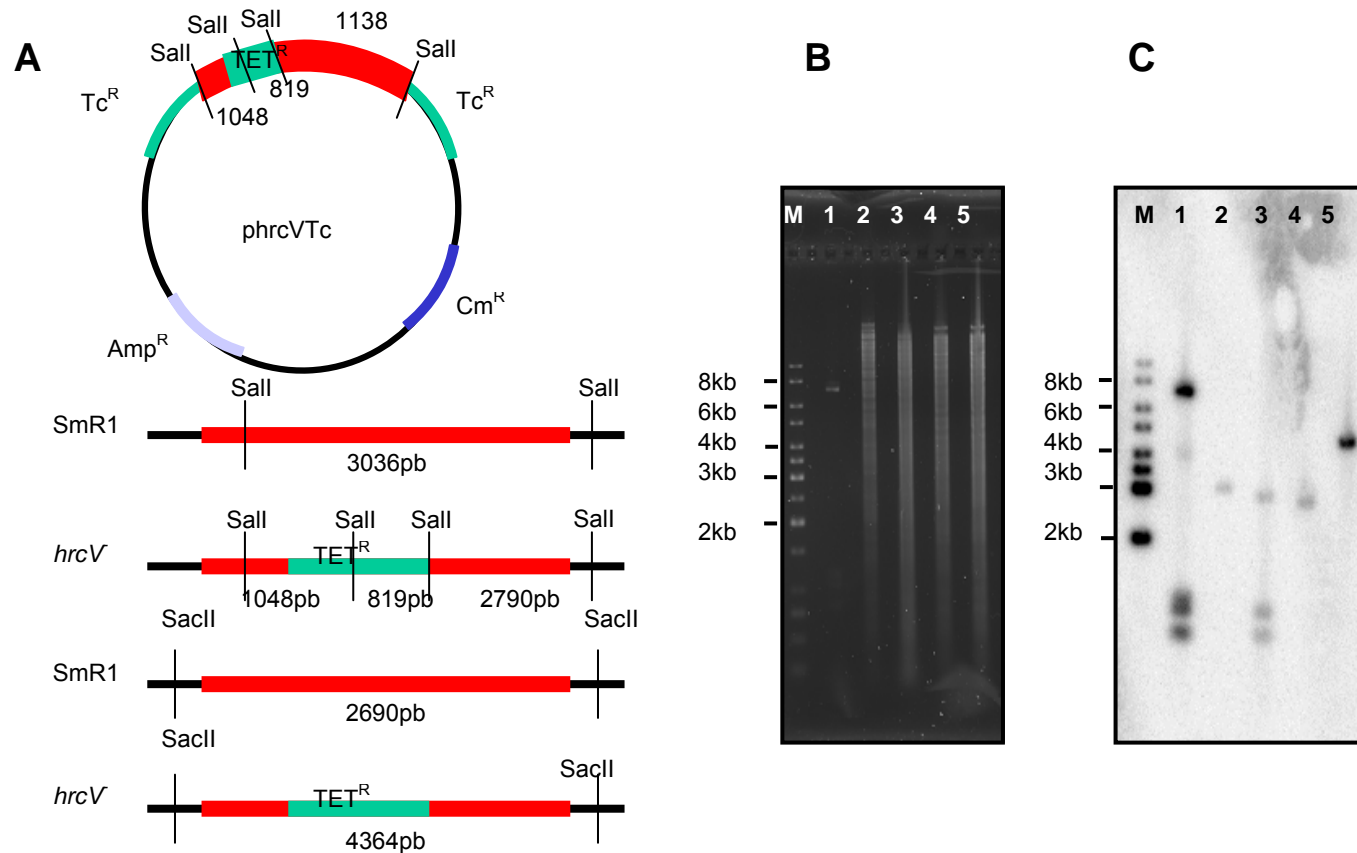 A
SalI
SalI
SalI
1138
SalI
TET^R
819
1048
Tc^R
Tc^R
phrcVTc
Cm^R
Amp^R
SalI
SalI
SmR1
3036pb
SalI
SalI
SalI
SalI
hrcV-
TET^R
1048pb
819pb
2790pb
SacII
SacII
SmR1
2690pb
SacII
SacII
hrcV-
TET^R
4364pb
B
M 1 2 3 4 5
8kb
6kb
4kb
3kb
2kb
C
M 1 2 3 4 5
8kb
6kb
4kb
3kb
2kb